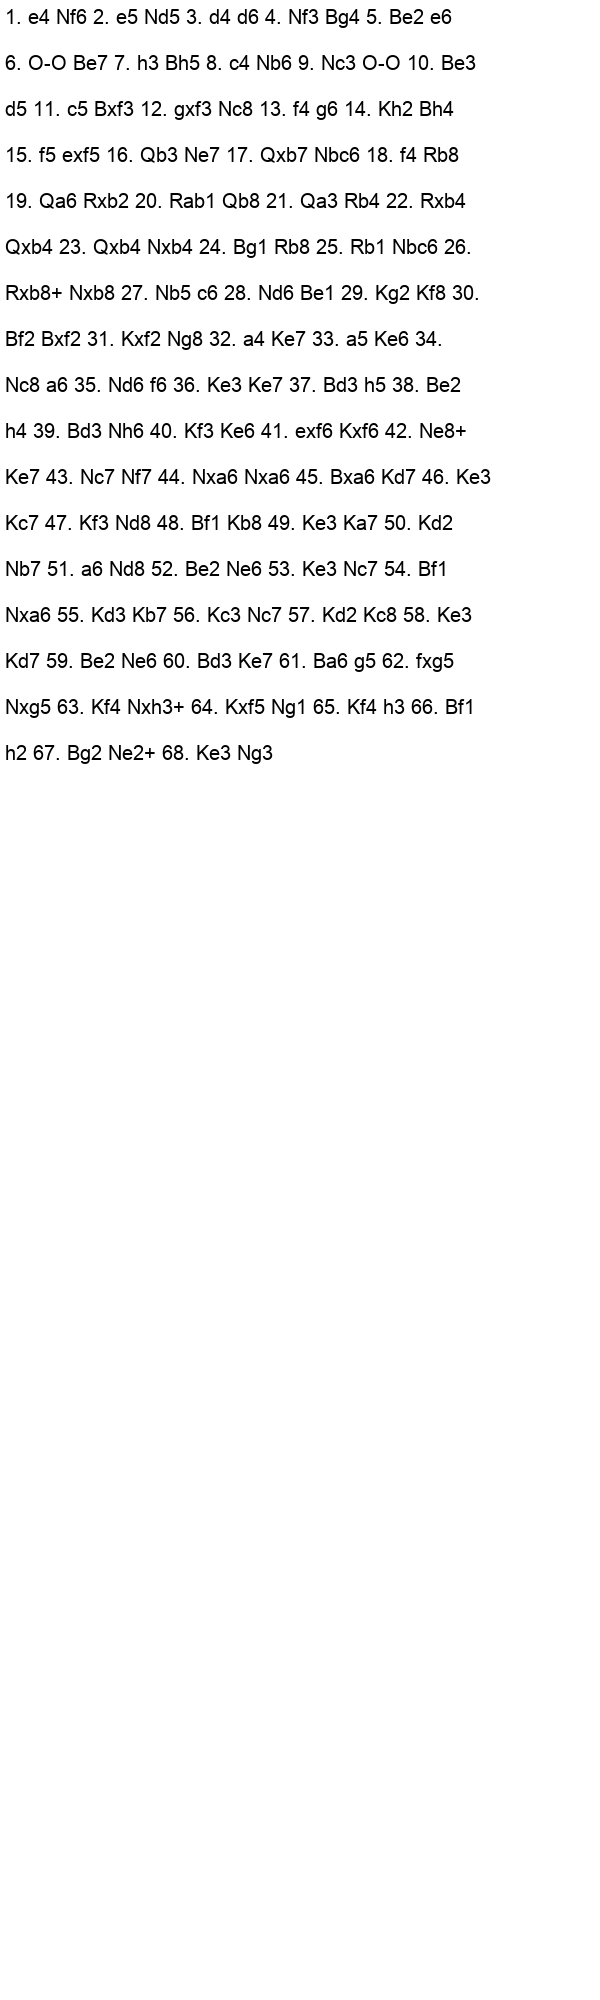 1. e4 Nf6 2. e5 Nd5 3. d4 d6 4. Nf3 Bg4 5. Be2 e6
6. O-O Be7 7. h3 Bh5 8. c4 Nb6 9. Nc3 O-O 10. Be3
d5 11. c5 Bxf3 12. gxf3 Nc8 13. f4 g6 14. Kh2 Bh4
15. f5 exf5 16. Qb3 Ne7 17. Qxb7 Nbc6 18. f4 Rb8
19. Qa6 Rxb2 20. Rab1 Qb8 21. Qa3 Rb4 22. Rxb4
Qxb4 23. Qxb4 Nxb4 24. Bg1 Rb8 25. Rb1 Nbc6 26.
Rxb8+ Nxb8 27. Nb5 c6 28. Nd6 Be1 29. Kg2 Kf8 30.
Bf2 Bxf2 31. Kxf2 Ng8 32. a4 Ke7 33. a5 Ke6 34.
Nc8 a6 35. Nd6 f6 36. Ke3 Ke7 37. Bd3 h5 38. Be2
h4 39. Bd3 Nh6 40. Kf3 Ke6 41. exf6 Kxf6 42. Ne8+
Ke7 43. Nc7 Nf7 44. Nxa6 Nxa6 45. Bxa6 Kd7 46. Ke3
Kc7 47. Kf3 Nd8 48. Bf1 Kb8 49. Ke3 Ka7 50. Kd2
Nb7 51. a6 Nd8 52. Be2 Ne6 53. Ke3 Nc7 54. Bf1
Nxa6 55. Kd3 Kb7 56. Kc3 Nc7 57. Kd2 Kc8 58. Ke3
Kd7 59. Be2 Ne6 60. Bd3 Ke7 61. Ba6 g5 62. fxg5
Nxg5 63. Kf4 Nxh3+ 64. Kxf5 Ng1 65. Kf4 h3 66. Bf1
h2 67. Bg2 Ne2+ 68. Ke3 Ng3